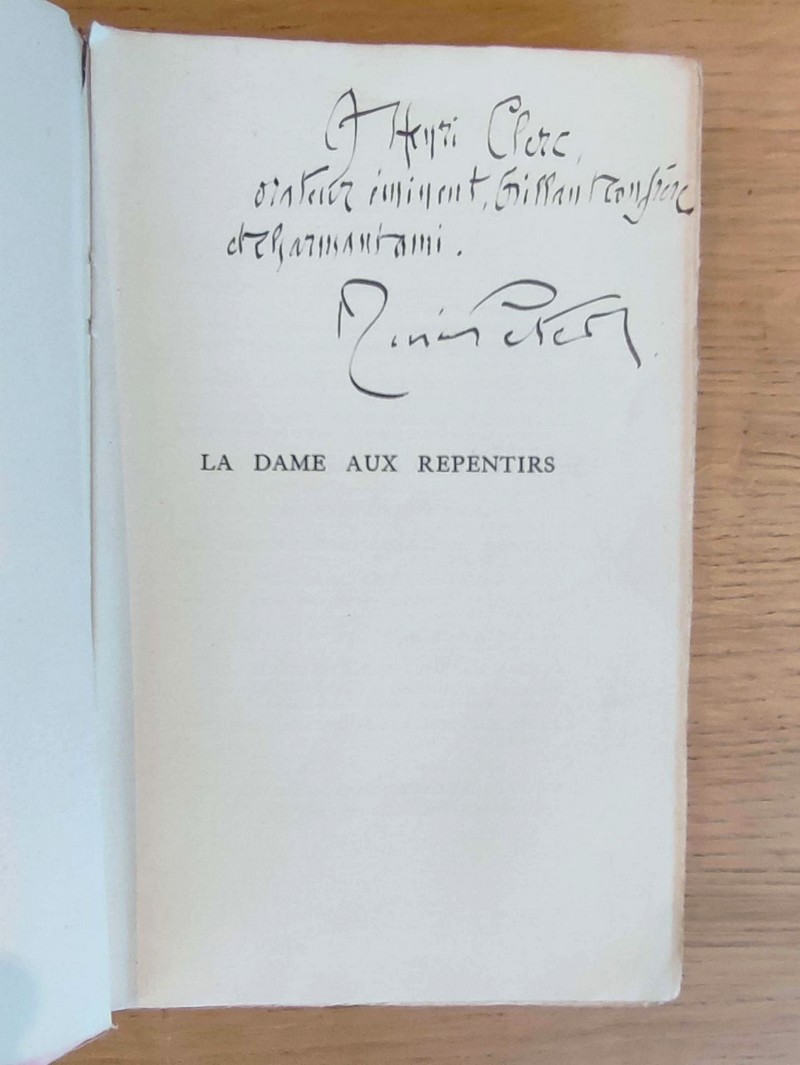 A Henri Clerc,
orateur éminent, brillant confrère
et charmant ami.
LA DAME AUX REPENTIRS